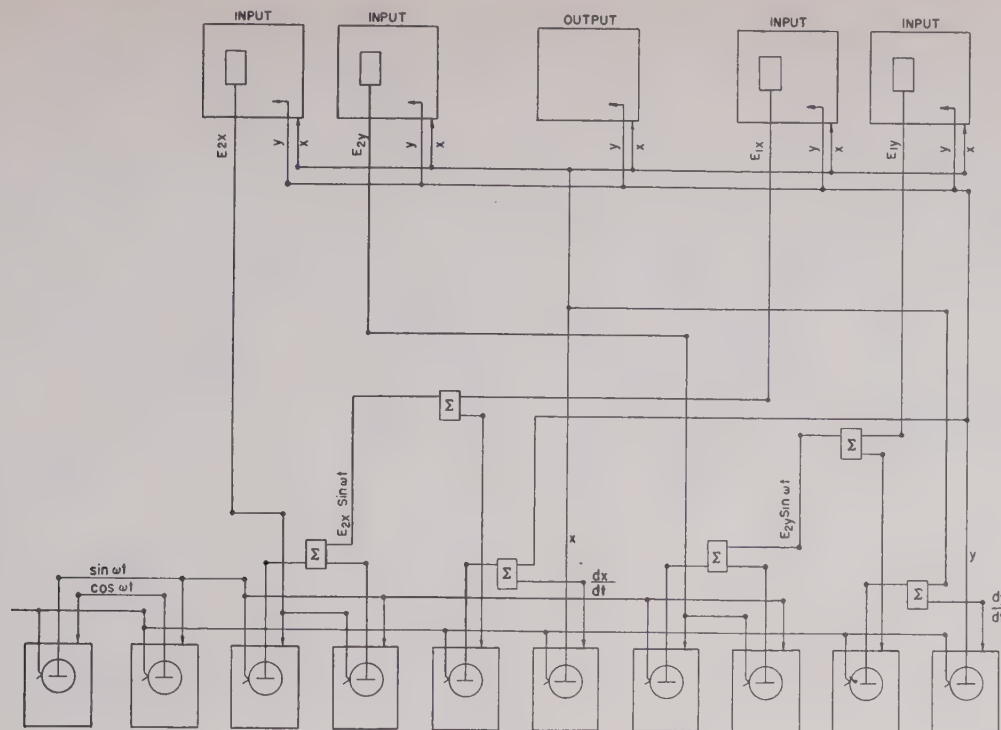 INPUT INPUT OUTPUT INPUT INPUT
E2x y x E2y y x y x E1x y x E1y y x
E2x Sin ωt
Σ
Σ
E2y Sin ωt
x
y
Σ
Σ
Σ
Σ
sin ωt
cos ωt
dx
dt